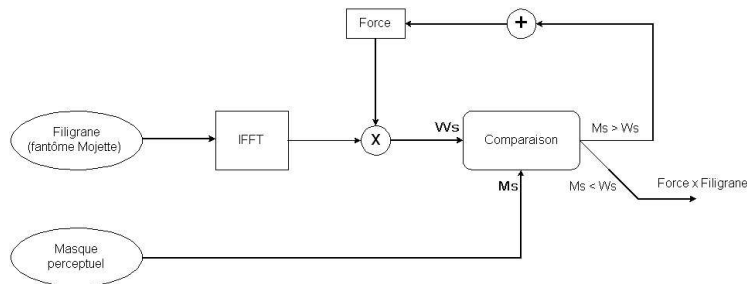 Force
+
Filigrane
(fantôme Mojette)
IFFT
X
Ws
Comparaison
Ms > Ws
Ms < Ws
Force x Filigrane
Ms
Masque
perceptuel